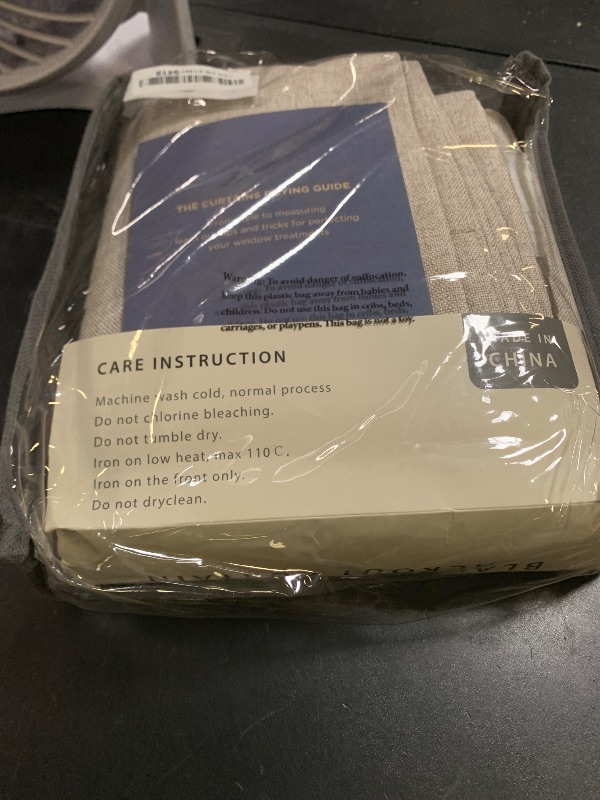 THE CURTAINS BUYING GUIDE
to measuring
and tricks for perfecting
your window treatments
Warning: To avoid danger of suffocation,
keep this plastic bag away from babies and
children. Do not use this bag in cribs, beds,
carriages, or playpens. This bag is not a toy.
MADE IN
CHINA
CARE INSTRUCTION
Machine wash cold, normal process
Do not chlorine bleaching.
Do not tumble dry.
Iron on low heat, max 110℃.
Iron on the front only.
Do not dryclean.
BLACKOUT